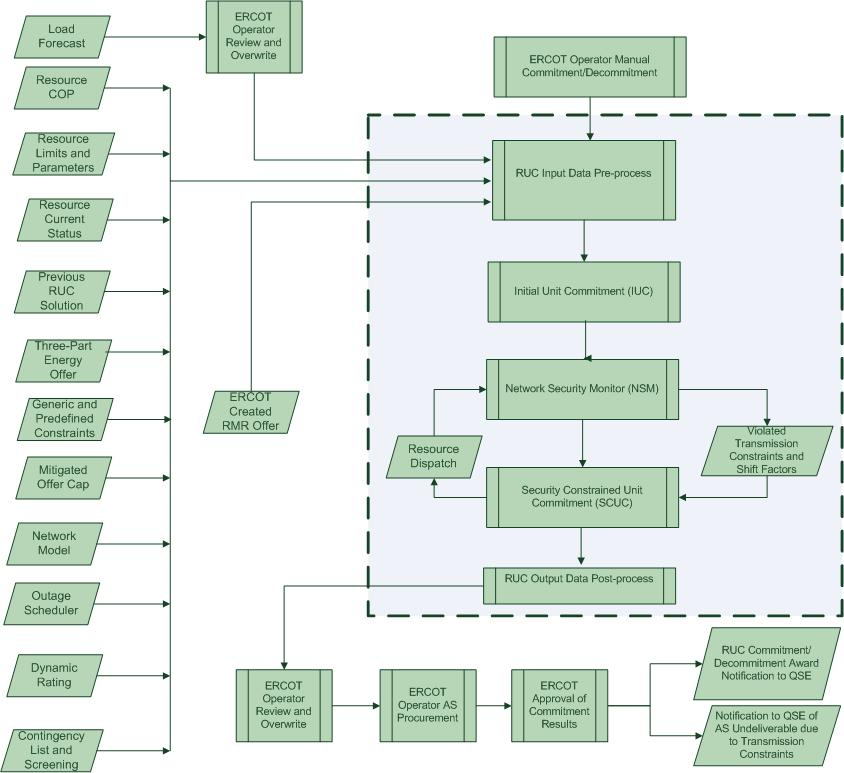 Load
Forecast
ERCOT
Operator
Review and
Overwrite
ERCOT Operator Manual
Commitment/Decommitment
Resource
COP
Resource
Limits and
Parameters
RUC Input Data Pre-process
Resource
Current
Status
Previous
RUC
Solution
Initial Unit Commitment (IUC)
Three-Part
Energy
Offer
Network Security Monitor (NSM)
Generic and
Predefined
Constraints
ERCOT
Created
RMR Offer
Resource
Dispatch
Violated
Transmission
Constraints and
Shift Factors
Mitigated
Offer Cap
Security Constrained Unit
Commitment (SCUC)
Network
Model
RUC Output Data Post-process
Outage
Scheduler
Dynamic
Rating
Contingency
List and
Screening
ERCOT
Operator
Review and
Overwrite
ERCOT
Operator AS
Procurement
ERCOT
Approval of
Commitment
Results
RUC Commitment/
Decommitment Award
Notification to QSE
Notification to QSE of
AS Undeliverable due
to Transmission
Constraints